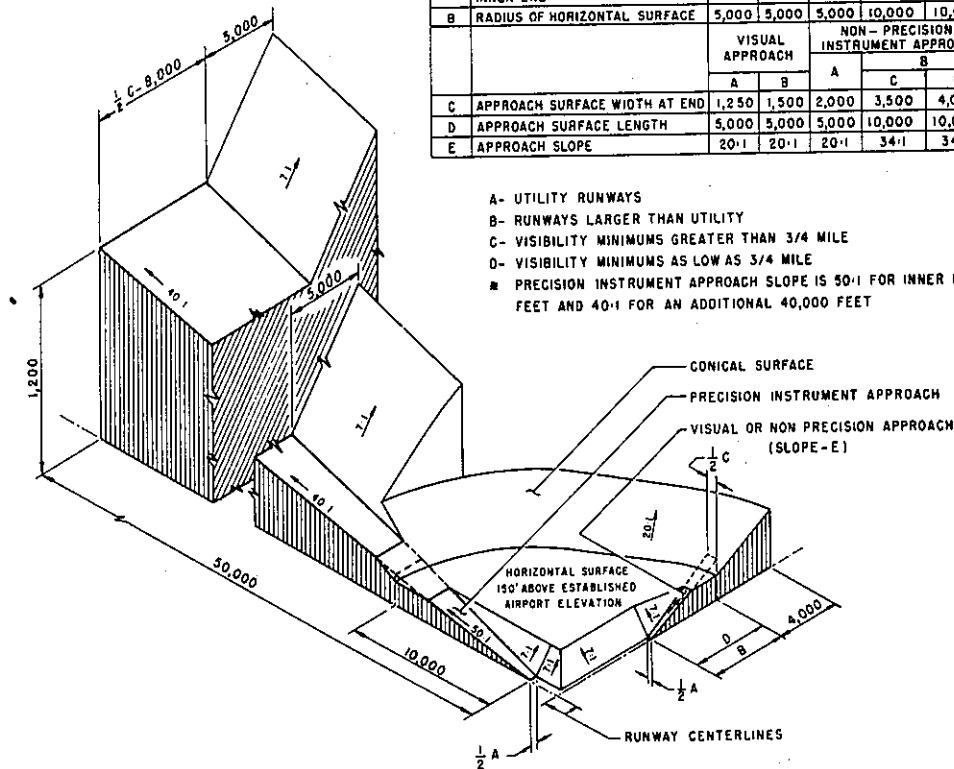 B RADIUS OF HORIZONTAL SURFACE 5,000 5,000 5,000 10,000 10,
VISUAL APPROACH
NON-PRECISION
INSTRUMENT APPRO
A B A B
C
C APPROACH SURFACE WIDTH AT END 1,250 1,500 2,000 3,500 4,0
D APPROACH SURFACE LENGTH 5,000 5,000 5,000 10,000 10,0
E APPROACH SLOPE 20:1 20:1 20:1 34:1 34
A- UTILITY RUNWAYS
B- RUNWAYS LARGER THAN UTILITY
C- VISIBILITY MINIMUMS GREATER THAN 3/4 MILE
D- VISIBILITY MINIMUMS AS LOW AS 3/4 MILE
* PRECISION INSTRUMENT APPROACH SLOPE IS 50:1 FOR INNER
FEET AND 40:1 FOR AN ADDITIONAL 40,000 FEET
5,000
1/2 C-8,000
7:1
40:1
5,000
1,200
7:1
40:1
CONICAL SURFACE
PRECISION INSTRUMENT APPROACH
VISUAL OR NON PRECISION APPROACH
(SLOPE-E)
1/2 C
20:1
HORIZONTAL SURFACE
150' ABOVE ESTABLISHED
AIRPORT ELEVATION
50:1
7:1
7:1
7:1
7:1
50,000
10,000
4,000
D
B
1/2 A
1/2 A
RUNWAY CENTERLINES